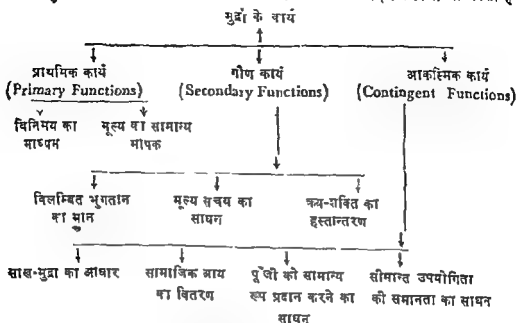 मुद्रा के कार्य
प्राथमिक कार्य गौण कार्य आकस्मिक कार्य
(Primary Functions) (Secondary Functions) (Contingent Functions)
विनिमय का मूल्य का सामान्य
माध्यम मापक
विलम्बित भुगतान मूल्य संचय का क्रय-शक्ति का
का मान साधन हस्तान्तरण
साख-मुद्रा का आधार सामाजिक आय पूँजी को सामान्य सीमान्त उपयोगिता
का वितरण रूप प्रदान करने का की समानता का साधन
साधन